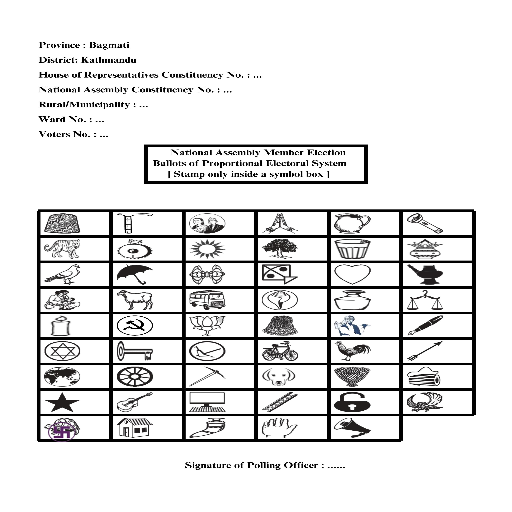 Province : Bagmati
District: Kathmandu
House of Representatives Constituency No. : ...
National Assembly Constituency No. : ...
Rural/Municipality : ...
Ward No. : ...
Voters No. : ...
National Assembly Member Election
Ballots of Proportional Electoral System
[ Stamp only inside a symbol box ]
Signature of Polling Officer : ......